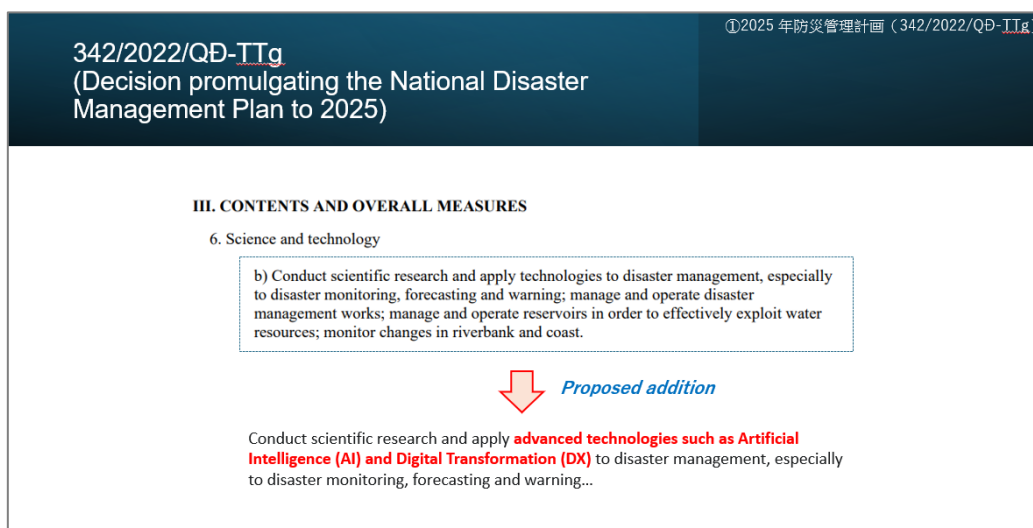 ①2025 年防災管理計画（342/2022/QĐ-TTg）
342/2022/QĐ-TTg
(Decision promulgating the National Disaster
Management Plan to 2025)
III. CONTENTS AND OVERALL MEASURES
6. Science and technology
b) Conduct scientific research and apply technologies to disaster management, especially
to disaster monitoring, forecasting and warning; manage and operate disaster
management works; manage and operate reservoirs in order to effectively exploit water
resources; monitor changes in riverbank and coast.
Proposed addition
Conduct scientific research and apply advanced technologies such as Artificial
Intelligence (AI) and Digital Transformation (DX) to disaster management, especially
to disaster monitoring, forecasting and warning...